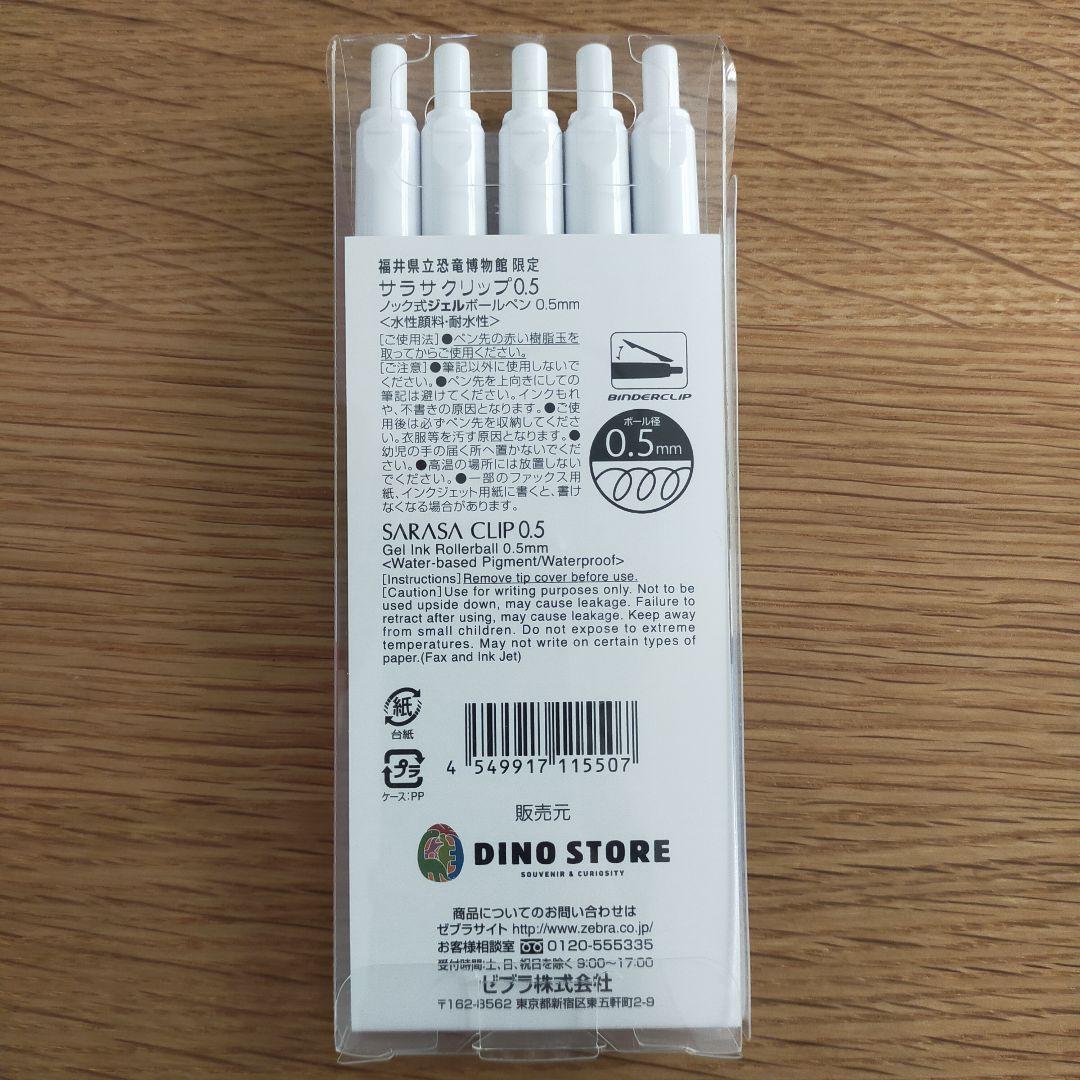 福井県立恐竜博物館 限定
サラサクリップ0.5
ノック式ジェルボールペン 0.5mm
<水性顔料・耐水性>
[ご使用法]●ペン先の赤い樹脂玉を
取ってからご使用ください。
[ご注意]●筆記以外に使用しないで
ください。●ペン先を上向きにしての
筆記は避けてください。インクもれ
や、不書きの原因となります。●ご使
用後は必ずペン先を収納してくださ
い。衣服等を汚す原因となります。●
幼児の手の届く所へ置かないでくだ
さい。●高温の場所には放置しない
でください。●一部のファックス用
紙、インクジェット用紙に書くと、書け
なくなる場合があります。
BINDERCLIP
ボール径
0.5mm
SARASA CLIP 0.5
Gel Ink Rollerball 0.5mm
<Water-based Pigment/Waterproof>
[Instructions] Remove tip cover before use.
[Caution] Use for writing purposes only. Not to be
used upside down, may cause leakage. Failure to
retract after using, may cause leakage. Keep away
from small children. Do not expose to extreme
temperatures. May not write on certain types of
paper.(Fax and Ink Jet)
紙
台紙
プラ
ケース:PP
4 549917 115507
販売元
DINO STORE
SOUVENIR & CURIOSITY
商品についてのお問い合わせは
ゼブラサイト http://www.zebra.co.jp/
お客様相談室 0120-555335
受付時間:土、日、祝日を除く 9:00～17:00
ゼブラ株式会社
〒162-8562 東京都新宿区東五軒町2-9